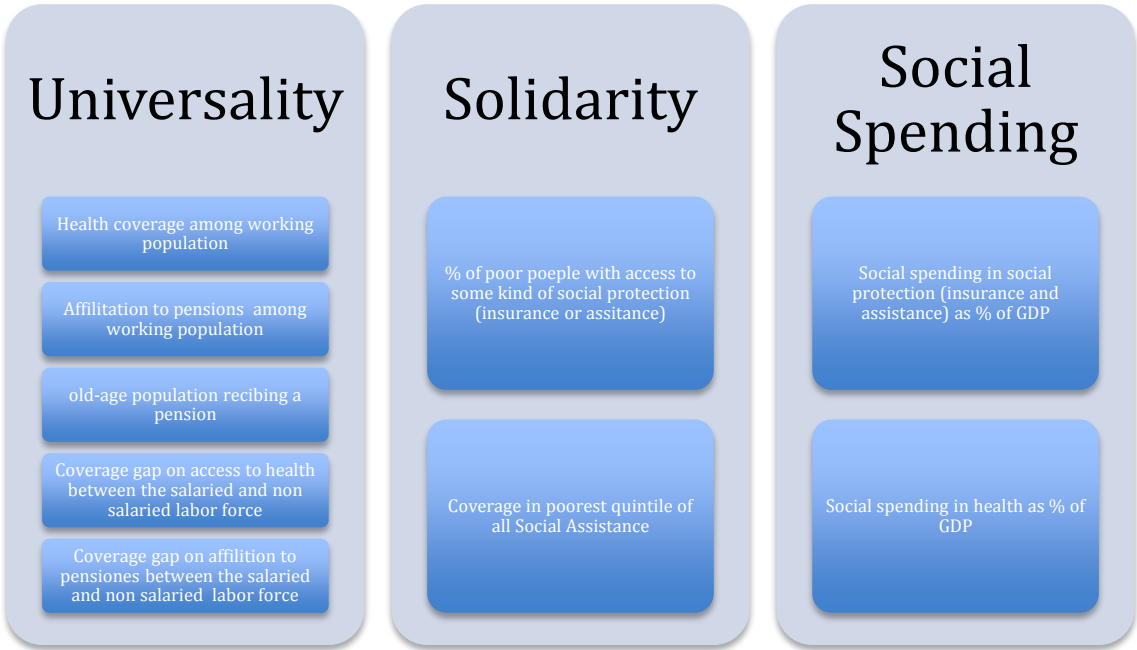 Universality
Health coverage among working
population
Affilitation to pensions  among
working population
old-age population recibing a
pension
Coverage gap on access to health
between the salaried and non
salaried labor force
Coverage gap on affilition to
pensiones between the salaried
and non salaried  labor force
Solidarity
% of poor poeple with access to
some kind of social protection
(insurance or assitance)
Coverage in poorest quintile of
all Social Assistance
Social
Spending
Social spending in social
protection (insurance and
assistance) as % of GDP
Social spending in health as % of
GDP